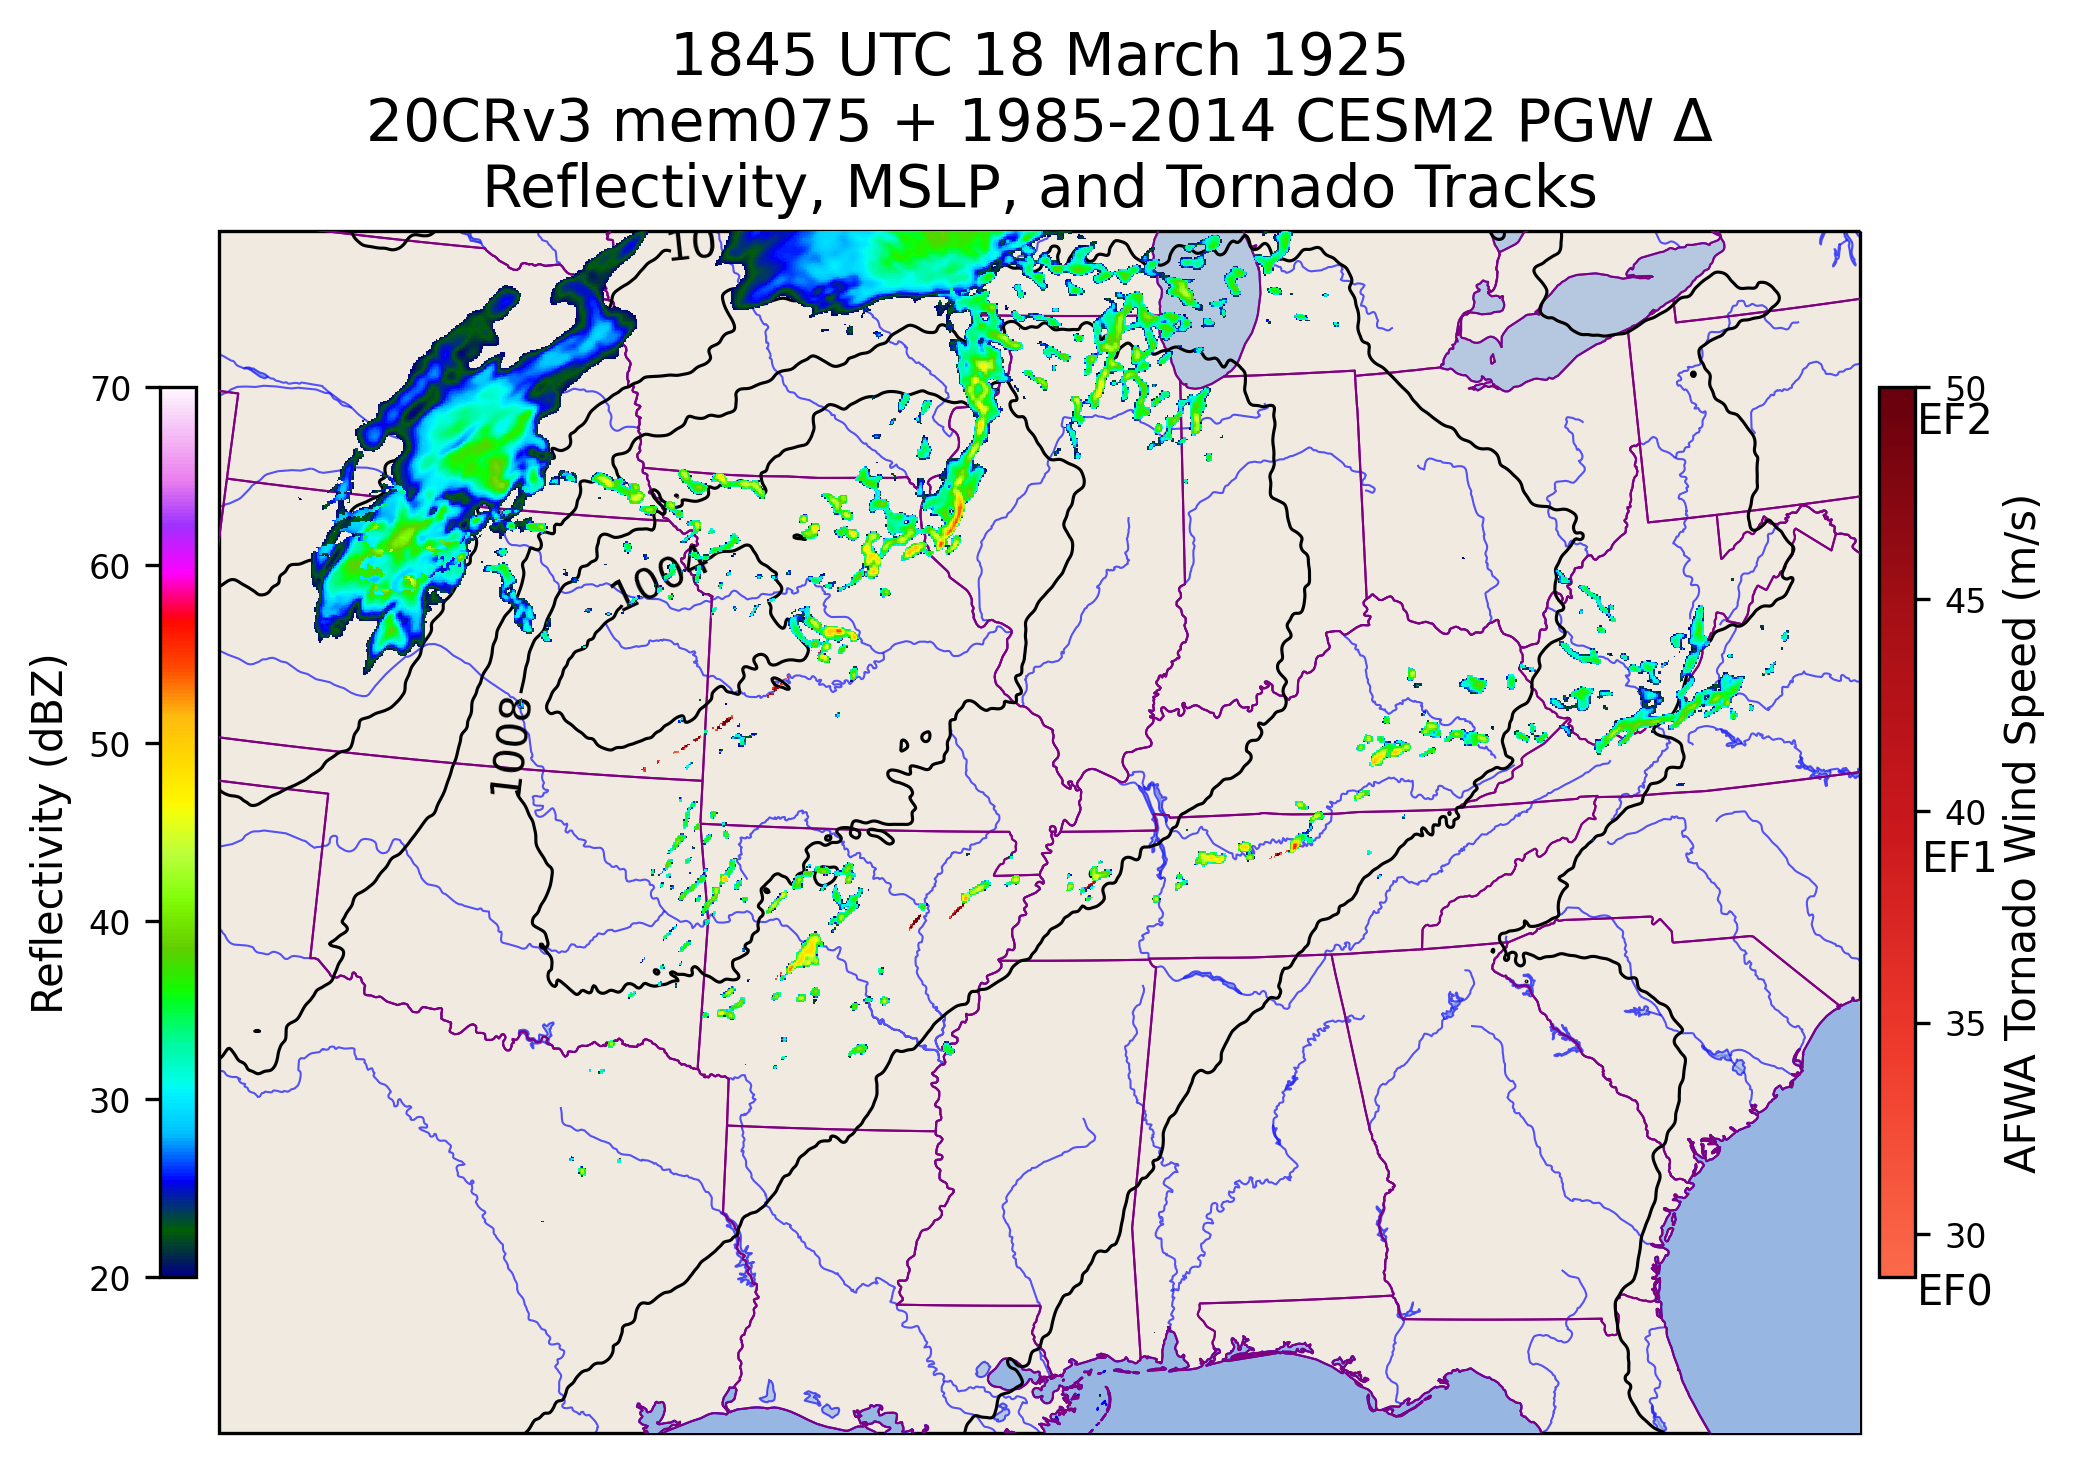 1845 UTC 18 March 1925
20CRv3 mem075 + 1985-2014 CESM2 PGW Δ
Reflectivity, MSLP, and Tornado Tracks
10
1004
1008
70
60
50
40
30
20
Reflectivity (dBZ)
50
EF2
45
40
EF1
35
30
EF0
AFWA Tornado Wind Speed (m/s)